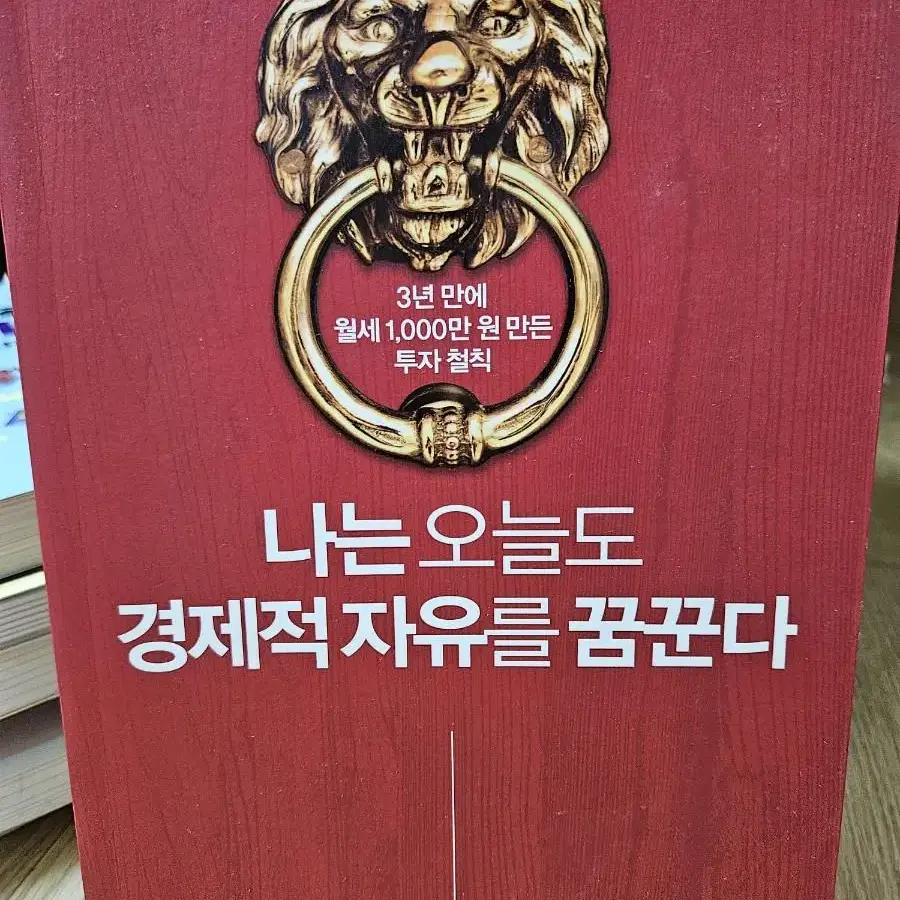 3년 만에
월세 1,000만 원 만든
투자 철칙
나는 오늘도
경제적 자유를 꿈꾼다